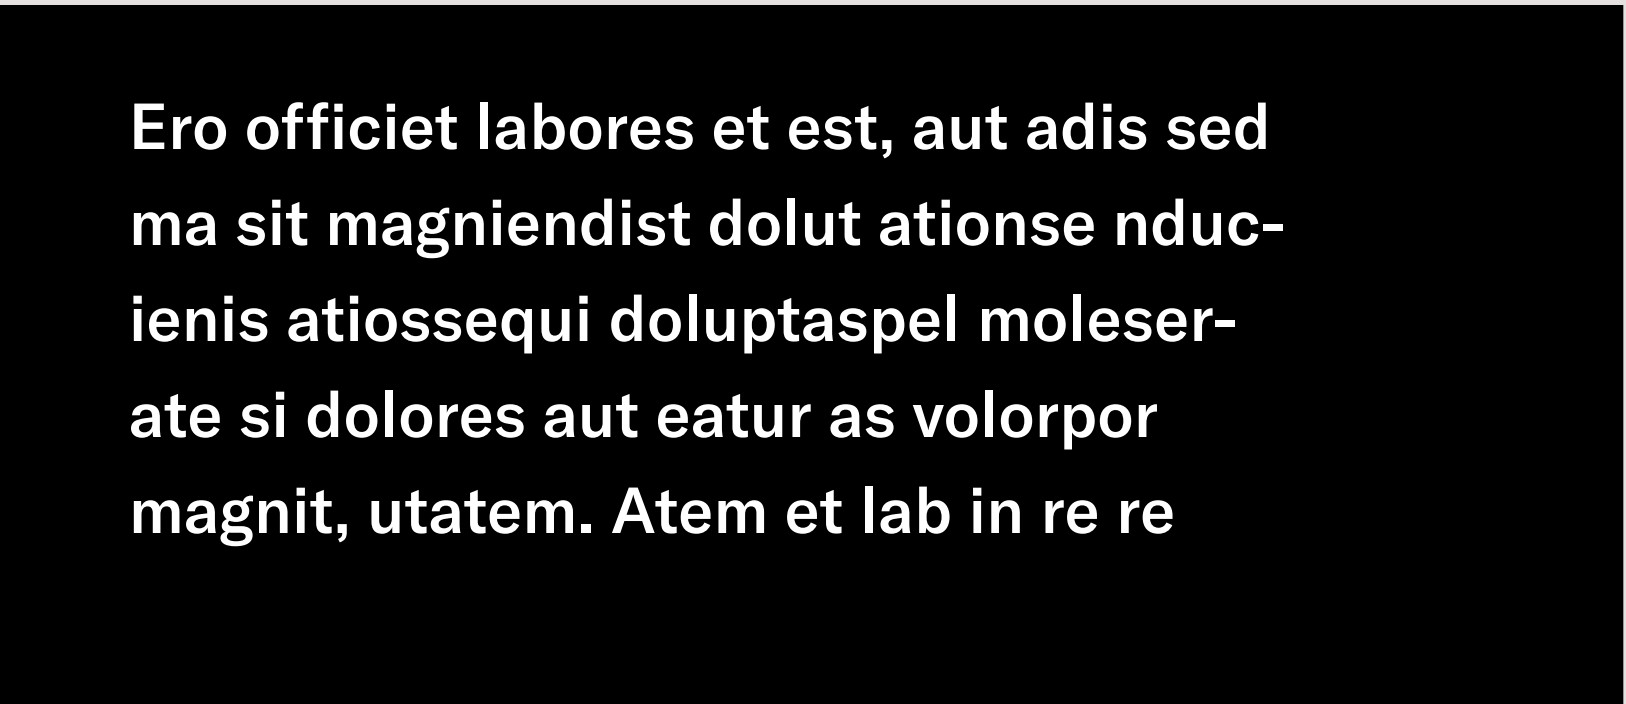 Ero officiet labores et est, aut adis sed
ma sit magniendist dolut ationse nduc-
ienis atiossequi doluptaspel moleser-
ate si dolores aut eatur as volorpor
magnit, utatem. Atem et lab in re re